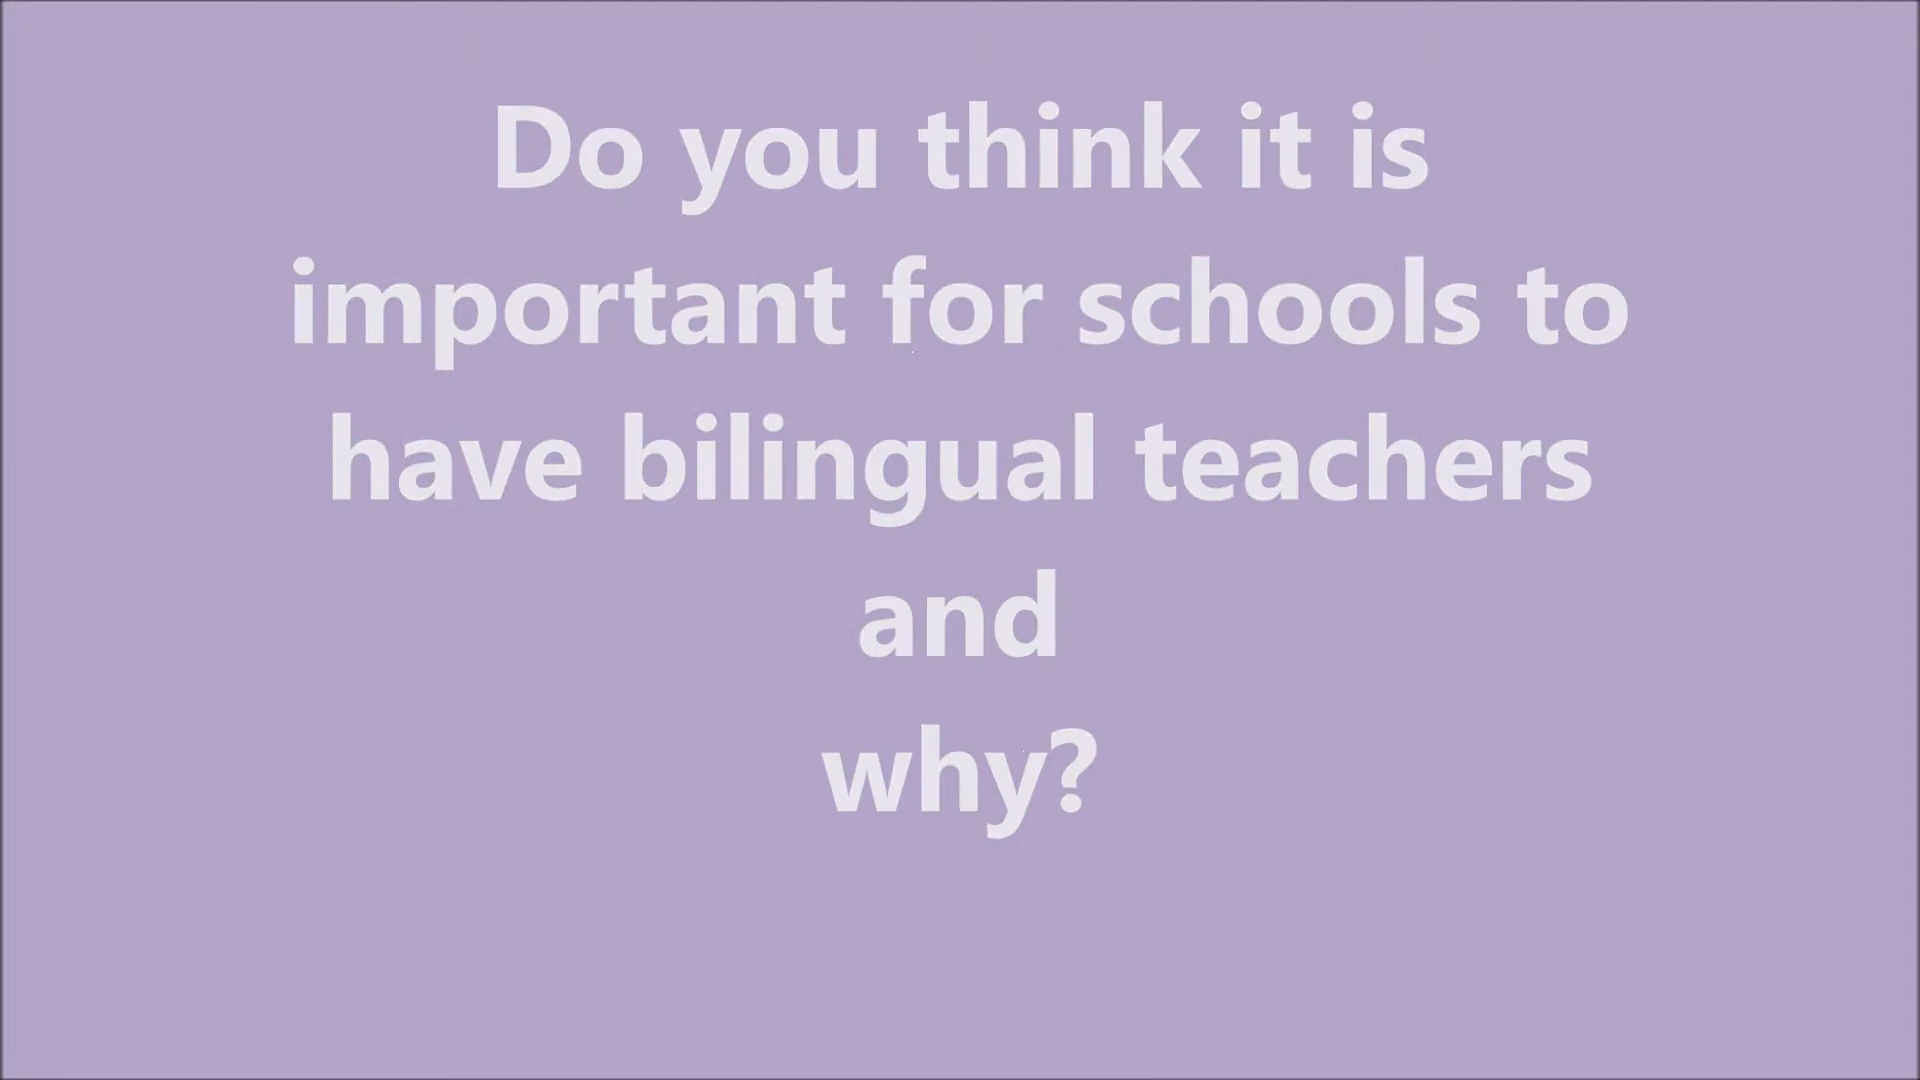 Do you think it is
important for schools to
have bilingual teachers
and
why?